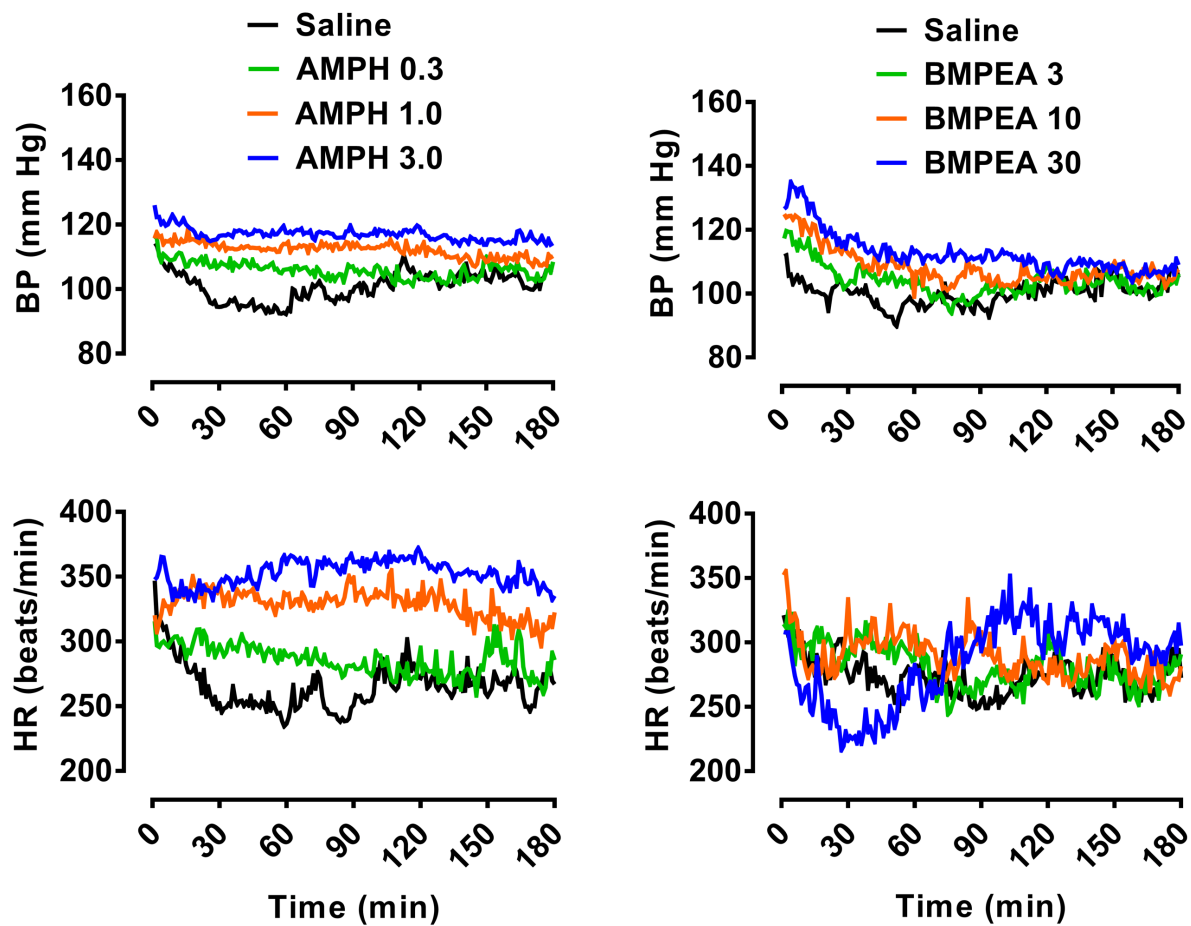 Saline
AMPH 0.3
AMPH 1.0
AMPH 3.0
BP (mm Hg)
160
140
120
100
80
0 30 60 90 120 150 180
Saline
BMPEA 3
BMPEA 10
BMPEA 30
BP (mm Hg)
160
140
120
100
80
0 30 60 90 120 150 180
HR (beats/min)
400
350
300
250
200
0 30 60 90 120 150 180
Time (min)
HR (beats/min)
400
350
300
250
200
0 30 60 90 120 150 180
Time (min)